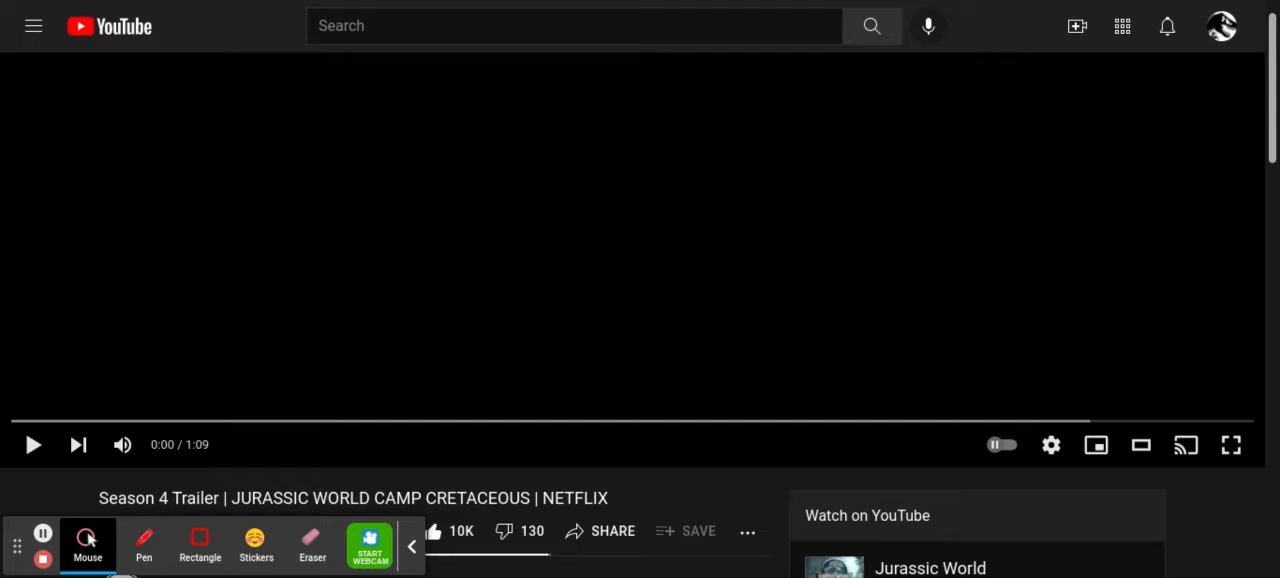 YouTube
Search
0:00 / 1:09
Season 4 Trailer | JURASSIC WORLD CAMP CRETACEOUS | NETFLIX
10K 130 SHARE SAVE
Watch on YouTube
Jurassic World
Mouse Pen Rectangle Stickers Eraser
START
WEBCAM